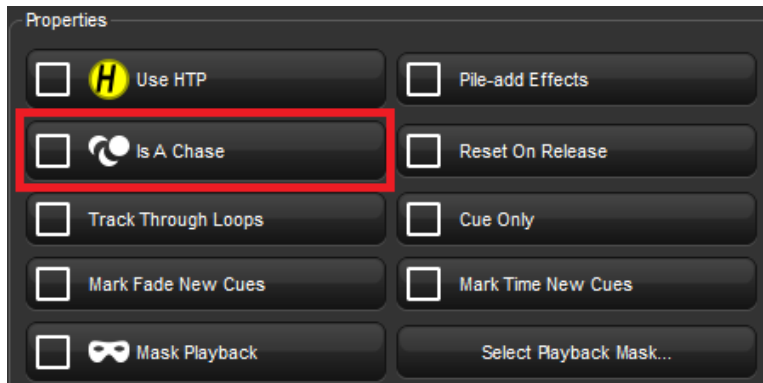 Properties
H Use HTP
Pile-add Effects
Is A Chase
Reset On Release
Track Through Loops
Cue Only
Mark Fade New Cues
Mark Time New Cues
Mask Playback
Select Playback Mask...